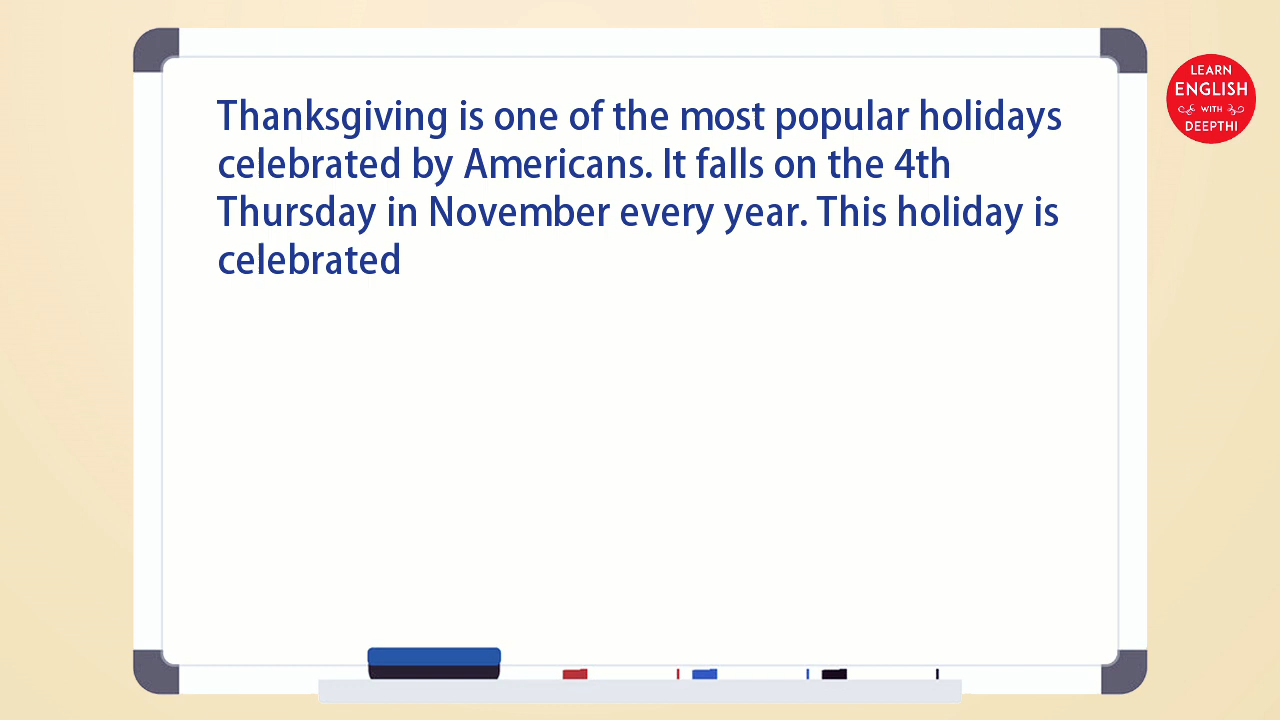 Thanksgiving is one of the most popular holidays
celebrated by Americans. It falls on the 4th
Thursday in November every year. This holiday is
celebrated
LEARN
ENGLISH
WITH
DEEPTHI